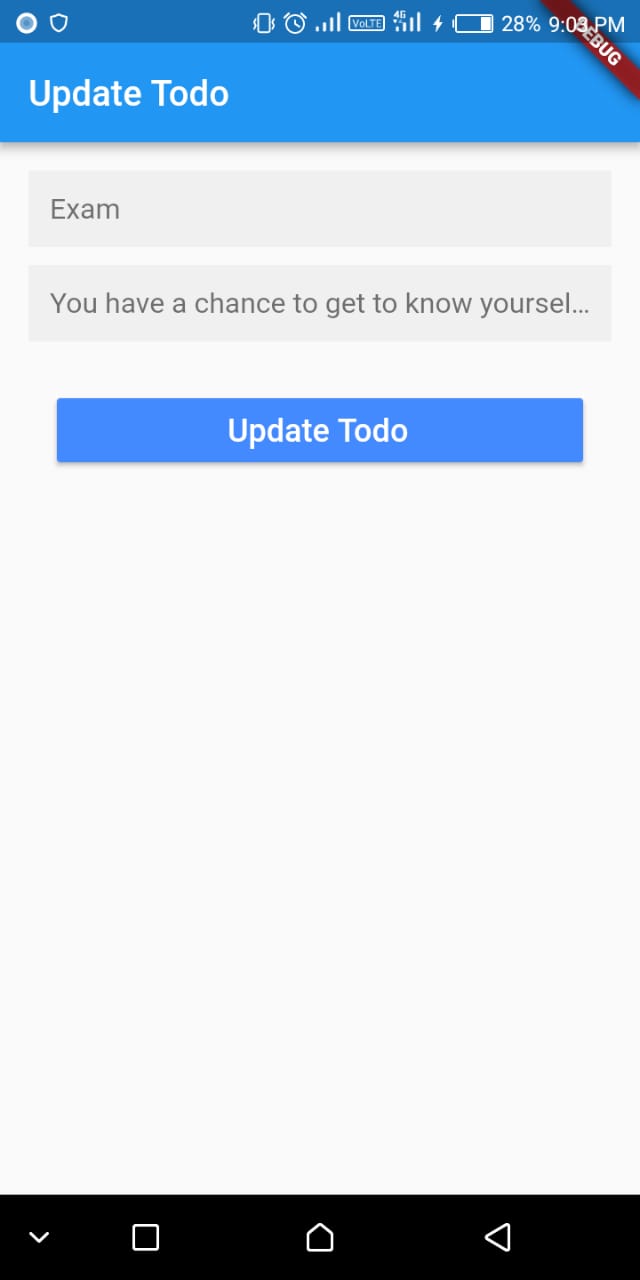 VoLTE 4G 28% 9:03 PM
DEBUG
Update Todo
Exam
You have a chance to get to know yoursel...
Update Todo